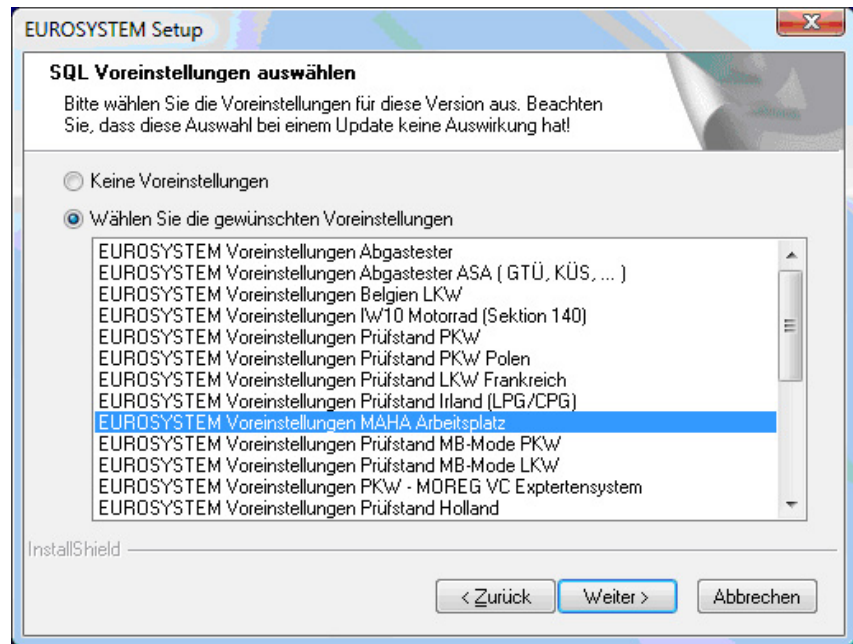 EUROSYSTEM Setup
SQL Voreinstellungen auswählen
Bitte wählen Sie die Voreinstellungen für diese Version aus. Beachten
Sie, dass diese Auswahl bei einem Update keine Auswirkung hat!
Keine Voreinstellungen
Wählen Sie die gewünschten Voreinstellungen
EUROSYSTEM Voreinstellungen Abgastester
EUROSYSTEM Voreinstellungen Abgastester ASA ( GTÜ, KÜS, ... )
EUROSYSTEM Voreinstellungen Belgien LKW
EUROSYSTEM Voreinstellungen IW10 Motorrad (Sektion 140)
EUROSYSTEM Voreinstellungen Prüfstand PKW
EUROSYSTEM Voreinstellungen Prüfstand PKW Polen
EUROSYSTEM Voreinstellungen Prüfstand LKW Frankreich
EUROSYSTEM Voreinstellungen Prüfstand Irland (LPG/CPG)
EUROSYSTEM Voreinstellungen MAHA Arbeitsplatz
EUROSYSTEM Voreinstellungen Prüfstand MB-Mode PKW
EUROSYSTEM Voreinstellungen Prüfstand MB-Mode LKW
EUROSYSTEM Voreinstellungen PKW - MOREG VC Exptertensystem
EUROSYSTEM Voreinstellungen Prüfstand Holland
InstallShield
< Zurück Weiter > Abbrechen